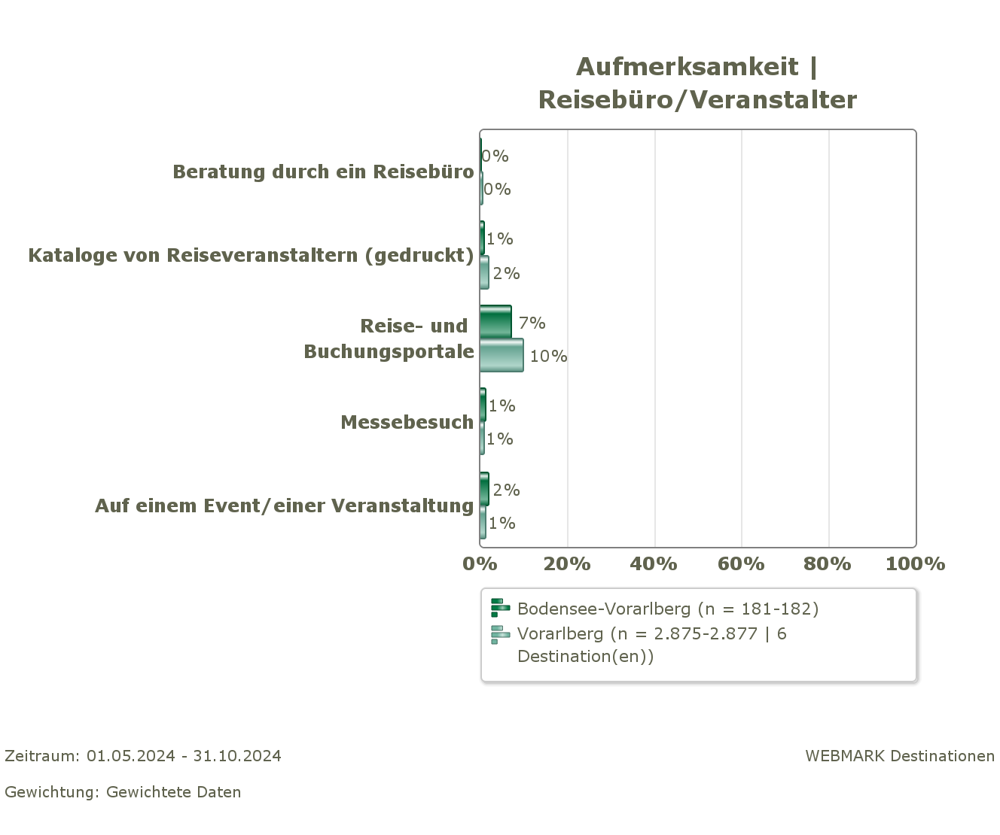 Aufmerksamkeit |
Reisebüro/Veranstalter
Beratung durch ein Reisebüro
0%
0%
Kataloge von Reiseveranstaltern (gedruckt)
1%
2%
Reise- und
Buchungsportale
7%
10%
Messebesuch
1%
1%
Auf einem Event/einer Veranstaltung
2%
1%
0% 20% 40% 60% 80% 100%
Bodensee-Vorarlberg (n = 181-182)
Vorarlberg (n = 2.875-2.877 | 6
Destination(en))
Zeitraum: 01.05.2024 - 31.10.2024
WEBMARK Destinationen
Gewichtung: Gewichtete Daten